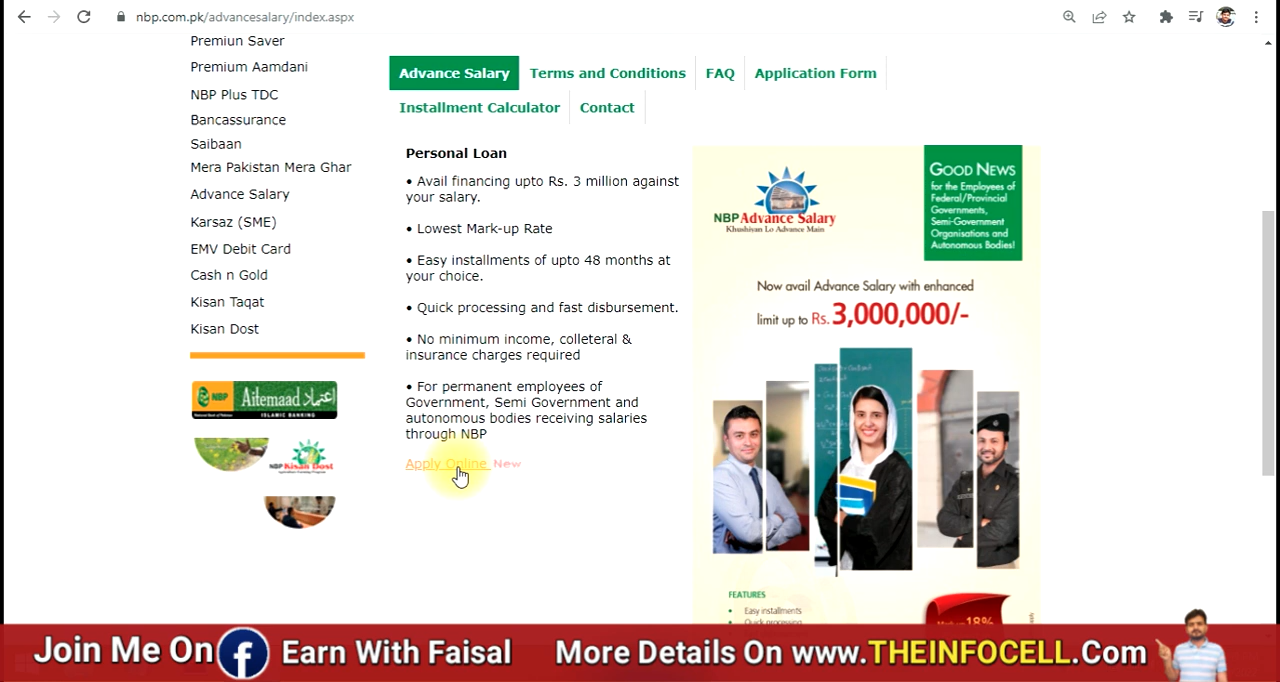 nbp.com.pk/advancesalary/index.aspx
Premiun Saver
Premium Aamdani
NBP Plus TDC
Bancassurance
Saibaan
Mera Pakistan Mera Ghar
Advance Salary
Karsaz (SME)
EMV Debit Card
Cash n Gold
Kisan Taqat
Kisan Dost
NBP
اعتماد Aitemaad
National Bank of Pakistan ISLAMIC BANKING
NBP Kisan Dost
Advance Salary Terms and Conditions FAQ Application Form
Installment Calculator Contact
Personal Loan
• Avail financing upto Rs. 3 million against
your salary.
• Lowest Mark-up Rate
• Easy installments of upto 48 months at
your choice.
• Quick processing and fast disbursement.
• No minimum income, colleteral &
insurance charges required
• For permanent employees of
Government, Semi Government and
autonomous bodies receiving salaries
through NBP
Apply Online New
NBP Advance Salary
Khushiyan Lo Advance Main
GOOD NEWS
for the Employees of
Federal/Provincial
Governments,
Semi-Government
Organisations and
Autonomous Bodies!
Now avail Advance Salary with enhanced
limit up to Rs. 3,000,000/-
FEATURES
• Easy installments
• Quick processing
18%
Join Me On f Earn With Faisal More Details On www.THEINFOCELL.Com